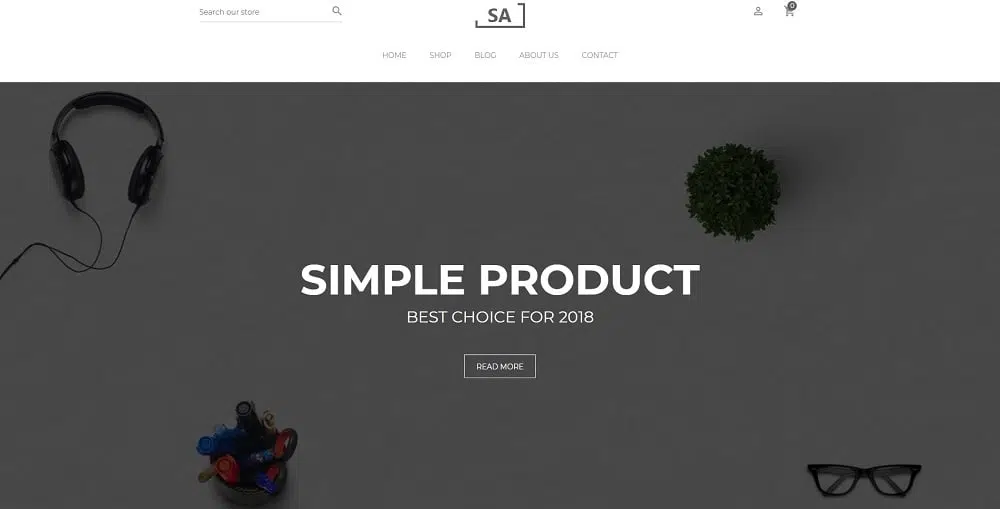 Search our store
SA
0
HOME SHOP BLOG ABOUT US CONTACT
SIMPLE PRODUCT
BEST CHOICE FOR 2018
READ MORE